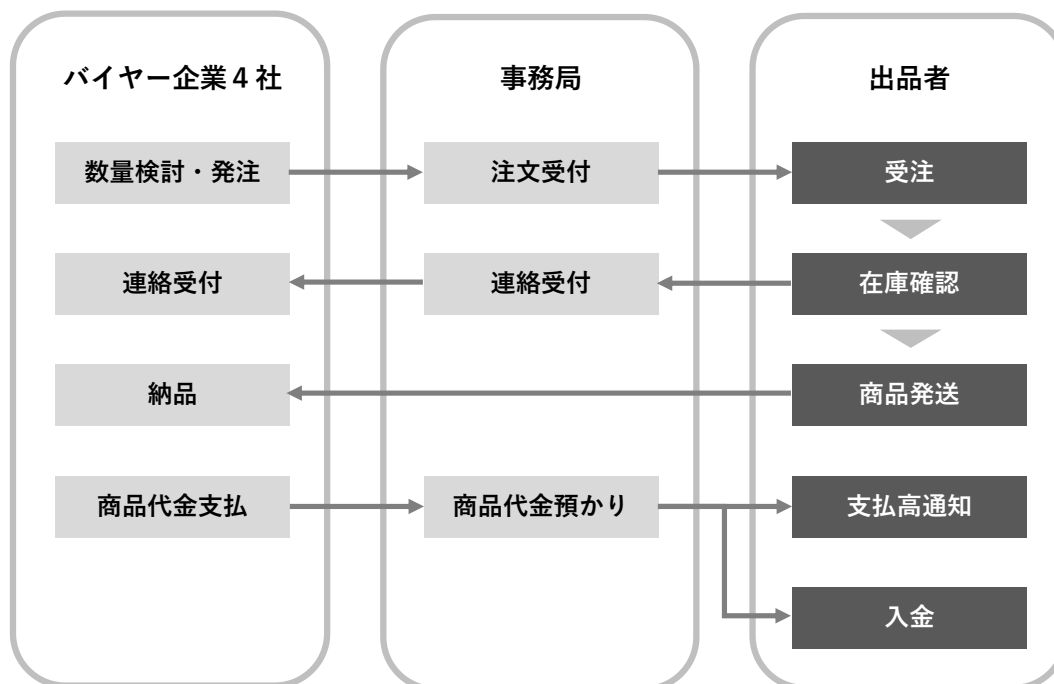 バイヤー企業４社
事務局
出品者
数量検討・発注
注文受付
受注
連絡受付
連絡受付
在庫確認
納品
商品発送
商品代金支払
商品代金預かり
支払高通知
入金